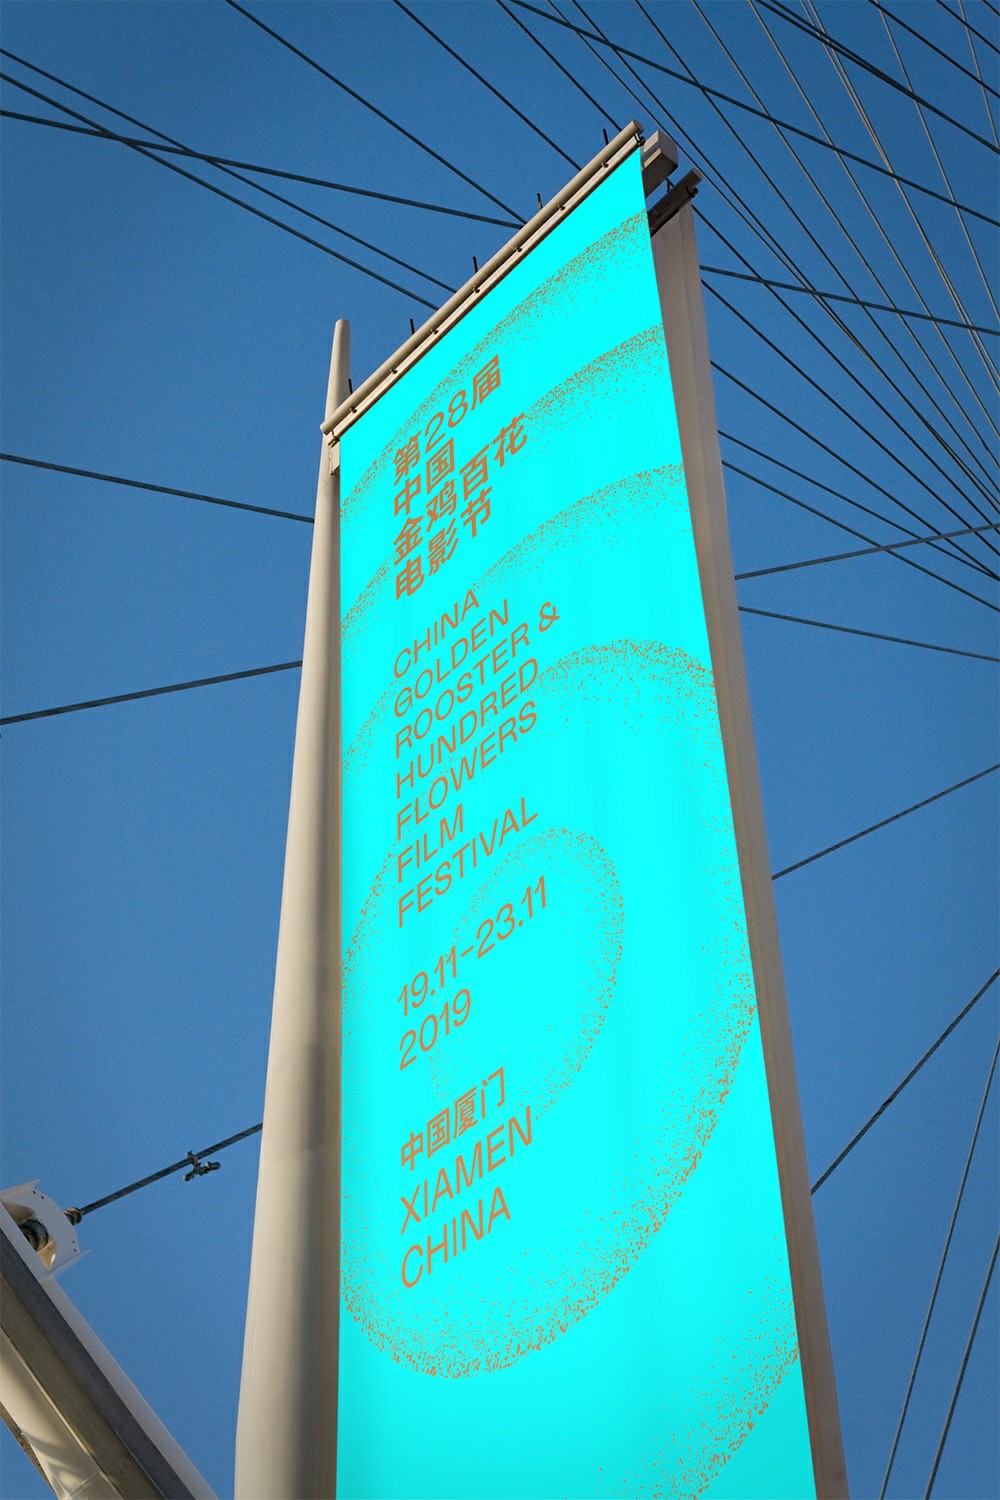 第28届
中国
金鸡百花
电影节
CHINA
GOLDEN
ROOSTER &
HUNDRED
FLOWERS
FILM
FESTIVAL
19.11-23.11
2019
中国厦门
XIAMEN
CHINA